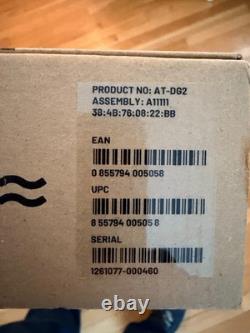 PRODUCT NO: AT-DG2
ASSEMBLY: A11111
38:4B:76:08:22:BB
EAN
0 855794 005058
UPC
8 55794 00505 8
SERIAL
1261077-000460
ebay